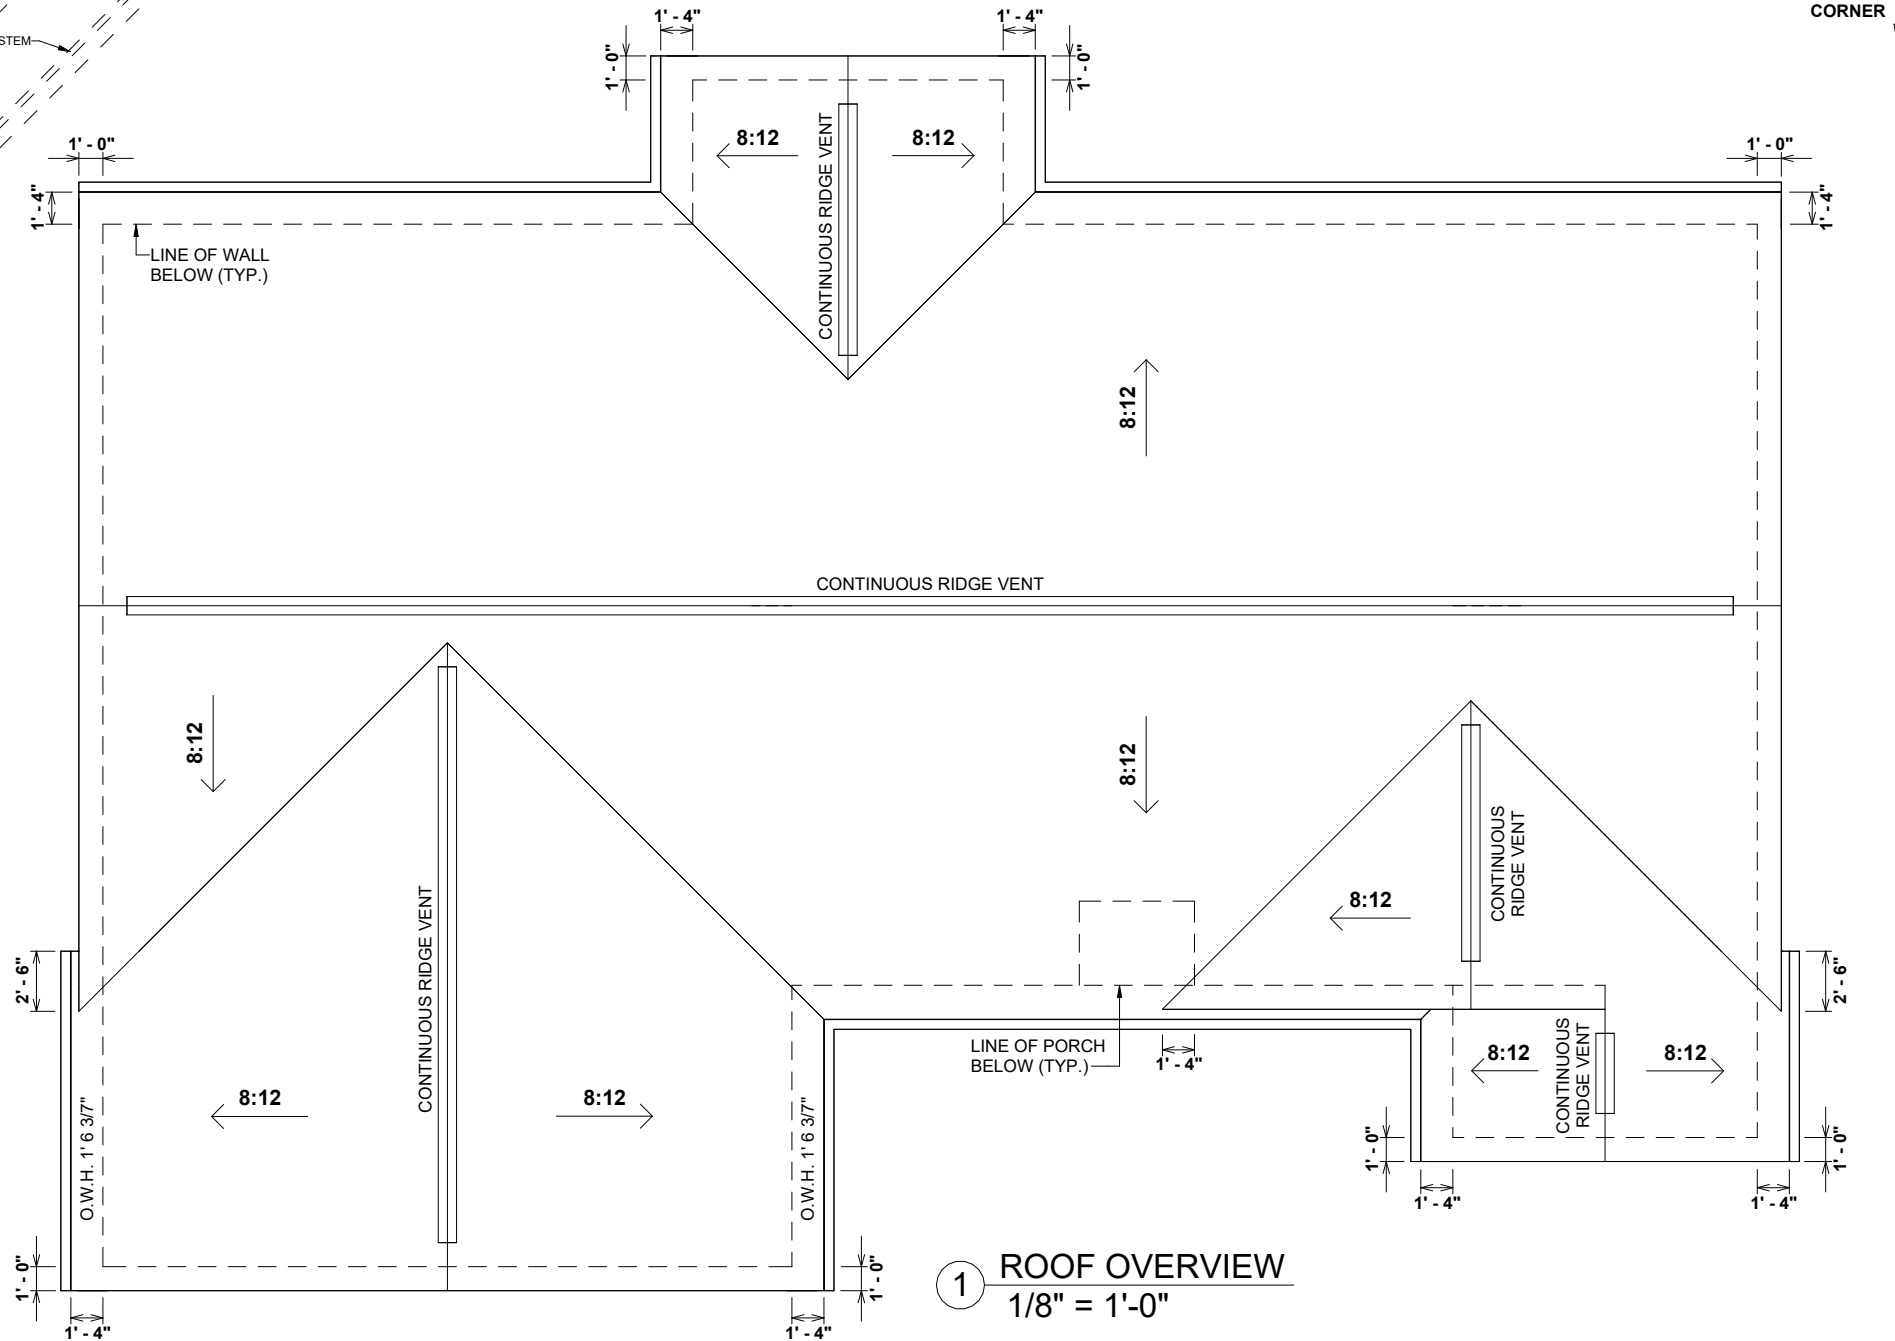 CORNER
STEM
1' - 4"
1' - 4"
1' - 0"
1' - 0"
8:12
8:12
CONTINUOUS RIDGE VENT
1' - 0"
1' - 0"
1' - 4"
1' - 4"
LINE OF WALL
BELOW (TYP.)
8:12
CONTINUOUS RIDGE VENT
8:12
8:12
CONTINUOUS
RIDGE VENT
8:12
CONTINUOUS RIDGE VENT
2' - 6"
2' - 6"
LINE OF PORCH
BELOW (TYP.)
1' - 4"
8:12
CONTINUOUS
RIDGE VENT
8:12
8:12
8:12
O.W.H. 1' 6 3/7"
O.W.H. 1' 6 3/7"
1' - 0"
1' - 0"
1' - 4"
1' - 4"
1' - 0"
1' - 0"
1' - 4"
1' - 4"
1
ROOF OVERVIEW
1/8" = 1'-0"